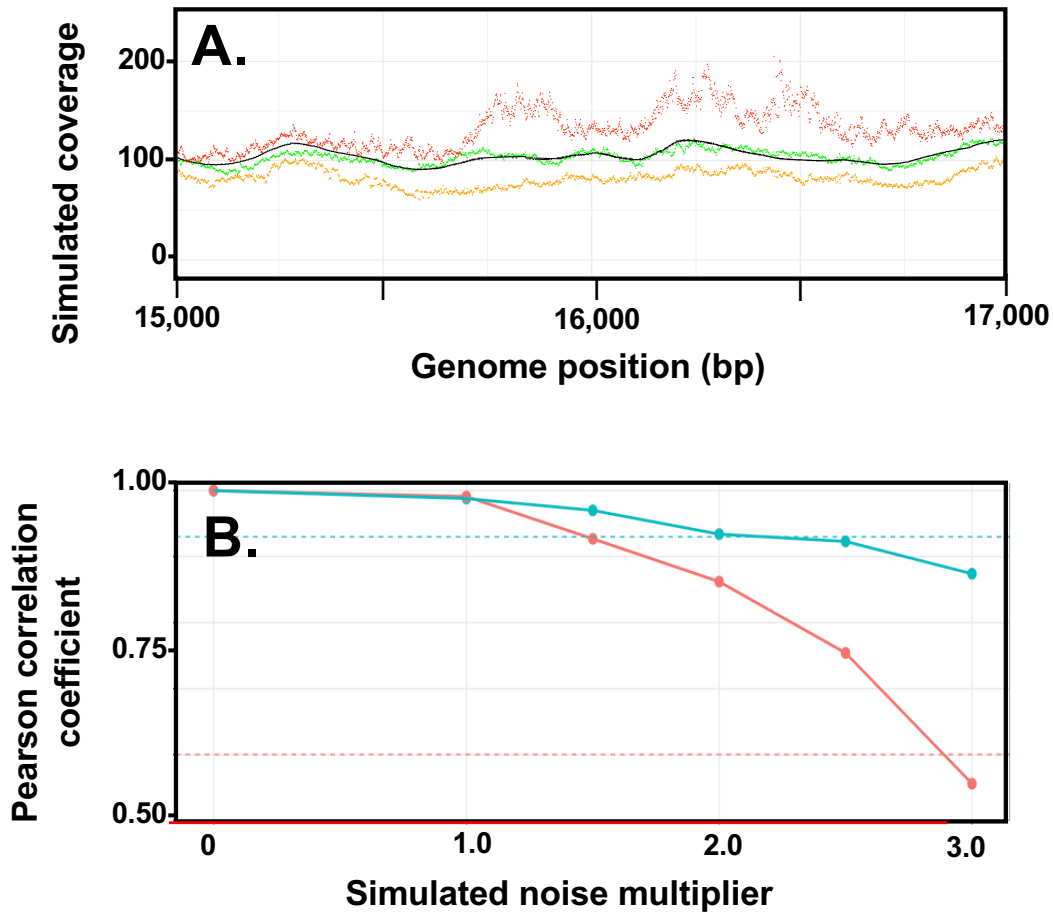 A.
Simulated coverage
200
100
0
15,000 16,000 17,000
Genome position (bp)
B.
Pearson correlation
coefficient
1.00
0.75
0.50
0 1.0 2.0 3.0
Simulated noise multiplier